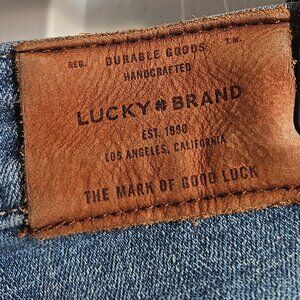 REG. DURABLE GOODS T.M.
HANDCRAFTED
LUCKY BRAND
EST. 1990
LOS ANGELES, CALIFORNIA
THE MARK OF GOOD LUCK